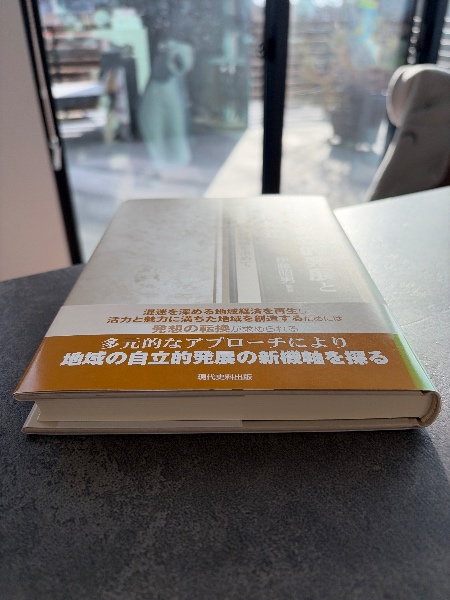 混迷を深める地域経済を再生し、
活力と魅力に満ちた地域を創造するためには
発想の転換が求められる
多元的なアプローチにより
地域の自立的発展の新機軸を探る
現代史料出版